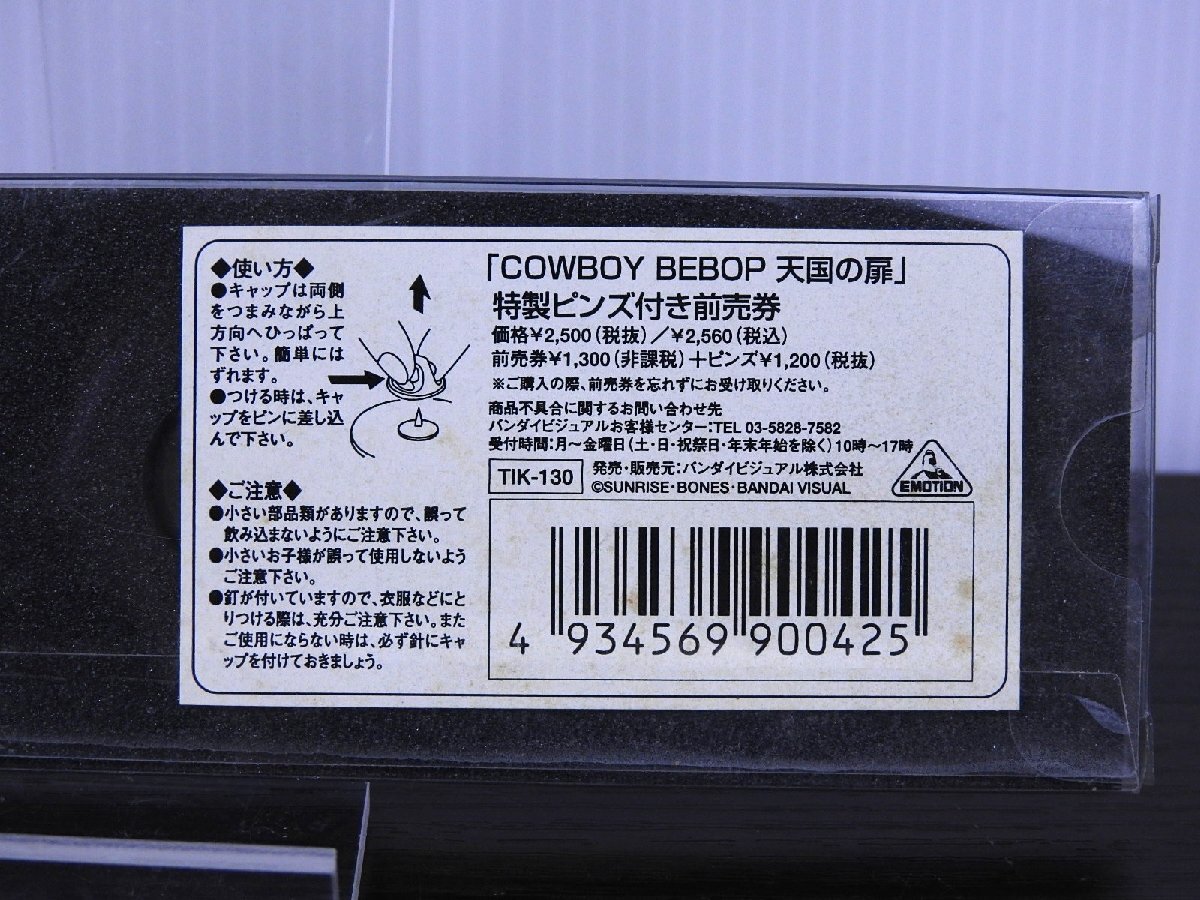 ◆使い方◆
●キャップは両側
をつまみながら上
方向へひっぱって
下さい。簡単には
ずれます。
●つける時は、キャ
ップをピンに差し込
んで下さい。
◆ご注意◆
●小さい部品類がありますので、誤って
飲み込まないようにご注意下さい。
●小さいお子様が誤って使用しないよう
ご注意下さい。
●釘が付いていますので、衣服などにと
りつける際は、充分ご注意下さい。また
ご使用にならない時は、必ず針にキャ
ップを付けておきましょう。
「COWBOY BEBOP 天国の扉」
特製ピンズ付き前売券
価格¥2,500(税抜)／¥2,560(税込)
前売券¥1,300(非課税)＋ピンズ¥1,200(税抜)
※ご購入の際、前売券を忘れずにお受け取りください。
商品不具合に関するお問い合わせ先
バンダイビジュアルお客様センター:TEL 03-5828-7582
受付時間:月～金曜日(土・日・祝祭日・年末年始を除く)10時～17時
TIK-130 発売・販売元:バンダイビジュアル株式会社
©SUNRISE・BONES・BANDAI VISUAL
EMOTION
4 934569 900425